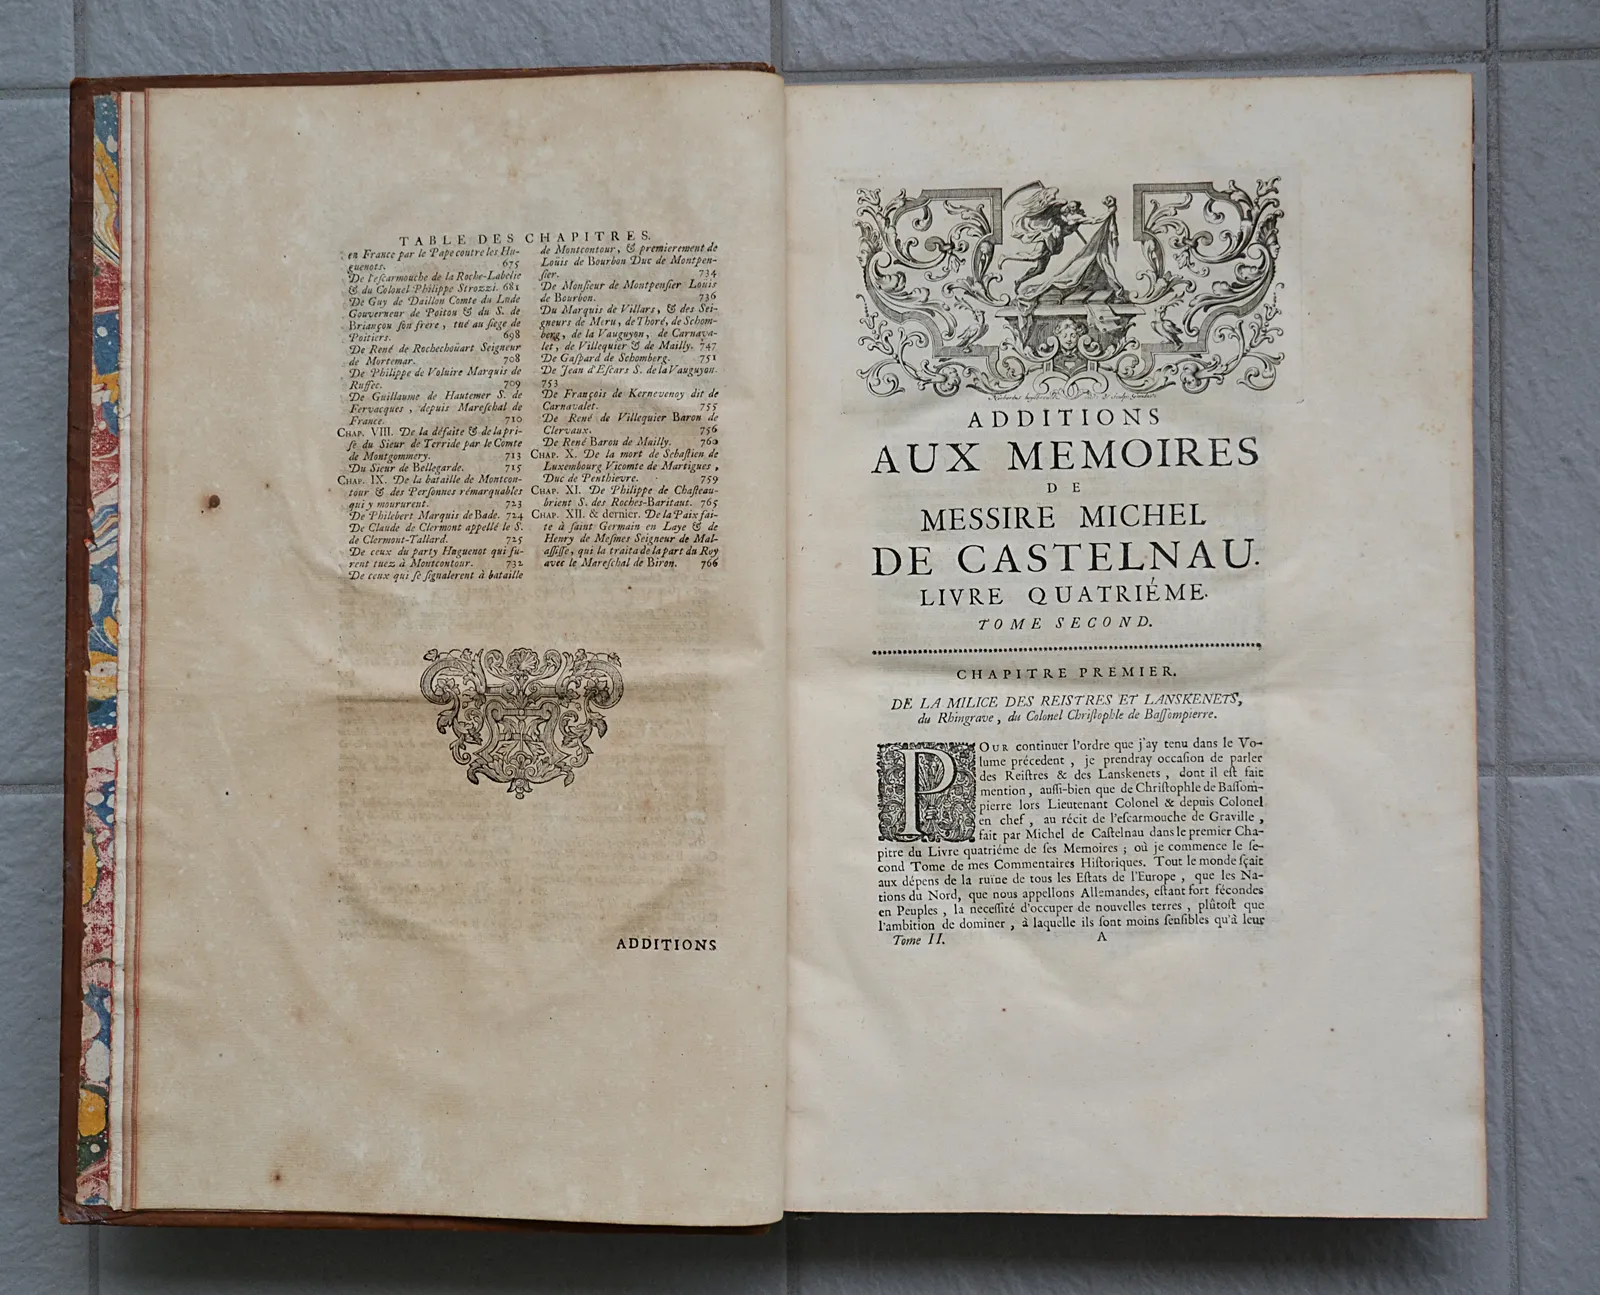 TABLE DES CHAPITRES.
en France par le Pape contre les Hu-
guenots. 675
De l'eſcarmouche de la Roche-Labelie
& du Colonel Philippe Strozzi. 681
De Guy de Daillon Comte du Lude
Gouverneur de Poitou & du S. de
Briançou ſon frere, tué au ſiege de
Poitiers. 698
De René de Rochechoüart Seigneur
de Mortemar. 708
De Philippe de Voluire Marquis de
Ruffec. 709
De Guillaume de Hautemer S. de
Fervacques, depuis Mareſchal de
France. 710
CHAP. VIII. De la défaite & de la pri-
ſe du Sieur de Terride par le Comte
de Montgommery. 713
Du Sieur de Bellegarde. 715
CHAP. IX. De la bataille de Montcon-
tour & des Perſonnes rémarquables
qui y moururent. 723
De Philebert Marquis de Bade. 724
De Claude de Clermont appellé le S.
de Clermont-Tallard. 725
De ceux du party Huguenot qui fu-
rent tuez à Montcontour. 732
De ceux qui ſe ſignalerent à bataille
de Montcontour, & premierement de
Louis de Bourbon Duc de Montpen-
ſier. 734
De Monſieur de Montpenſier Louis
de Bourbon. 736
Du Marquis de Villars, & des Sei-
gneurs de Meru, de Thoré, de Schom-
berg, de la Vauguyon, de Carnava-
let, de Villequier & de Mailly. 747
De Gaſpard de Schomberg. 751
De Jean d'Eſcars S. de la Vauguyon.
753
De François de Kernevenoy dit de
Carnavalet. 755
De René de Villequier Baron de
Clervaux. 756
De René Baron de Mailly. 760
CHAP. X. De la mort de Sebaſtien de
Luxembourg Vicomte de Martigues,
Duc de Penthievre. 759
CHAP. XI. De Philippe de Chaſteau-
brient S. des Roches-Baritaut. 765
CHAP. XII. & dernier. De la Paix fai-
te à ſaint Germain en Laye & de
Henry de Meſmes Seigneur de Mal-
aſſiſſe, qui la traita de la part du Roy
avec le Mareſchal de Biron. 766
ADDITIONS
ADDITIONS
AUX MEMOIRES
DE
MESSIRE MICHEL
DE CASTELNAU.
LIVRE QUATRIÉME.
TOME SECOND.
CHAPITRE PREMIER.
DE LA MILICE DES REISTRES ET LANSKENETS,
du Rhingrave, du Colonel Chriſtophle de Baſſompierre.
POUR continuer l'ordre que j'ay tenu dans le Vo-
lume précedent, je prendray occaſion de parler
des Reiſtres & des Lanskenets, dont il eſt fait
mention, auſſi-bien que de Chriſtophle de Baſſom-
pierre lors Lieutenant Colonel & depuis Colonel
en chef, au récit de l'eſcarmouche de Graville,
fait par Michel de Caſtelnau dans le premier Cha-
pitre du Livre quatriéme de ſes Memoires; où je commence le ſe-
cond Tome de mes Commentaires Hiſtoriques. Tout le monde ſçait
aux dépens de la ruine de tous les Eſtats de l'Europe, que les Na-
tions du Nord, que nous appellons Allemandes, eſtant fort fécondes
en Peuples, la neceſſité d'occuper de nouvelles terres, plûtoſt que
l'ambition de dominer, à laquelle ils ſont moins ſenſibles qu'à leur
Tome II. A